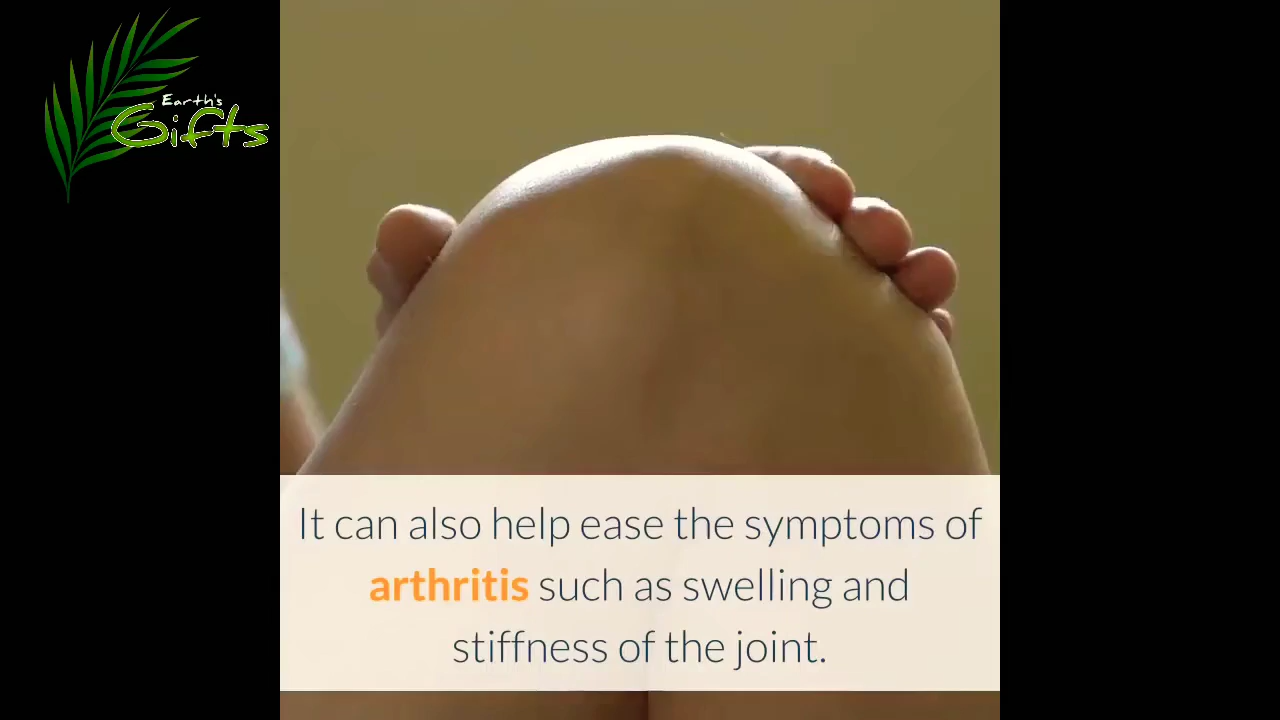 Earth's
Gifts
It can also help ease the symptoms of
arthritis such as swelling and
stiffness of the joint.